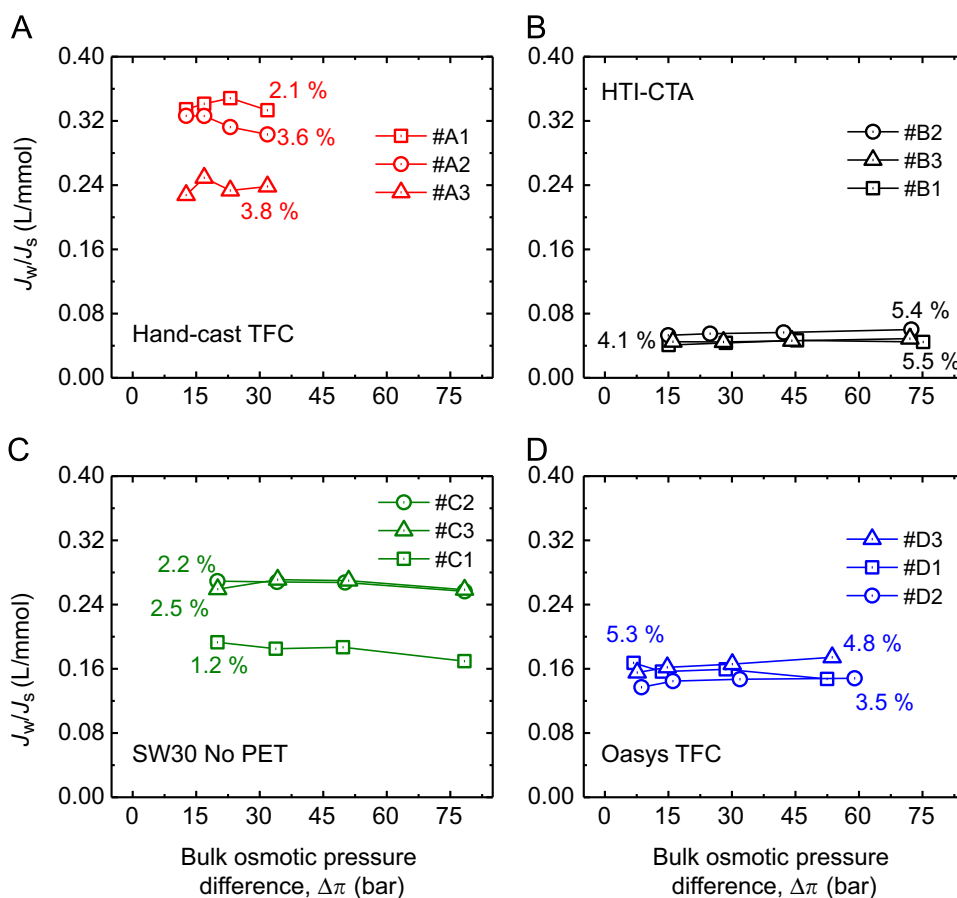 A
0.40
0.32
0.24
0.16
0.08
0.00
Jw/Js (L/mmol)
2.1 %
3.6 %
3.8 %
#A1
#A2
#A3
Hand-cast TFC
0 15 30 45 60 75
B
HTI-CTA
#B2
#B3
#B1
4.1 %
5.4 %
5.5 %
0 15 30 45 60 75
C
0.40
0.32
0.24
0.16
0.08
0.00
Jw/Js (L/mmol)
#C2
#C3
#C1
2.2 %
2.5 %
1.2 %
SW30 No PET
0 15 30 45 60 75
Bulk osmotic pressure
difference, Δπ (bar)
D
#D3
#D1
#D2
5.3 %
4.8 %
3.5 %
Oasys TFC
0 15 30 45 60 75
Bulk osmotic pressure
difference, Δπ (bar)